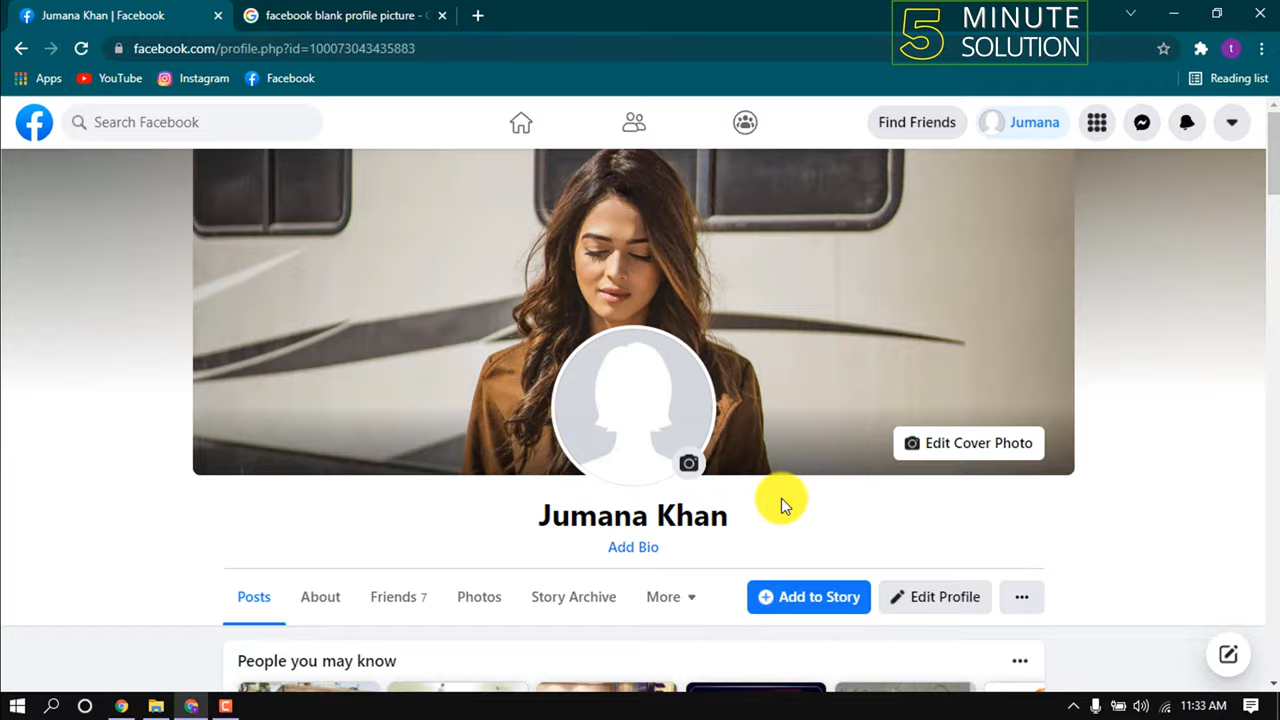 Jumana Khan | Facebook
facebook blank profile picture -
5 MINUTE
SOLUTION
facebook.com/profile.php?id=100073043435883
t
Apps YouTube Instagram Facebook Reading list
Search Facebook Find Friends Jumana
Edit Cover Photo
Jumana Khan
Add Bio
Posts About Friends 7 Photos Story Archive More Add to Story Edit Profile
People you may know
11:33 AM